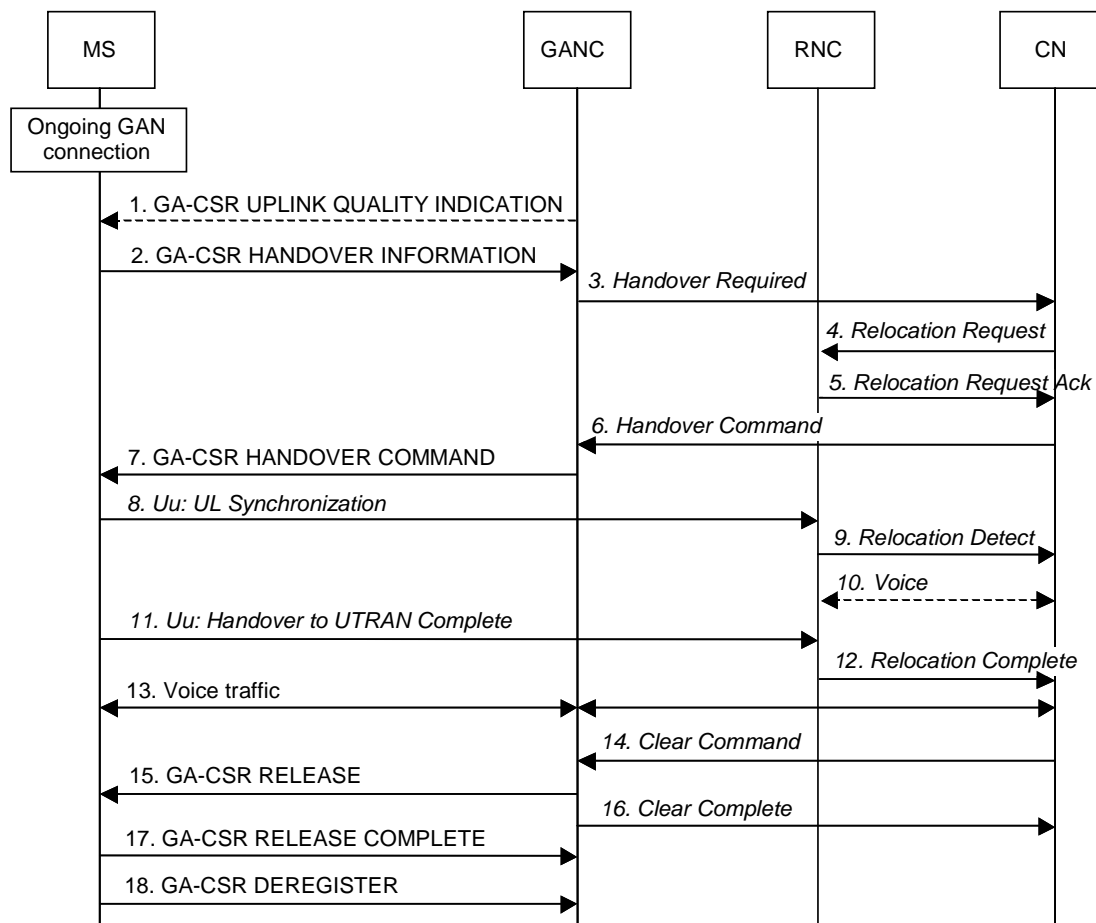 MS
GANC
RNC
CN
Ongoing GAN
connection
1. GA-CSR UPLINK QUALITY INDICATION
2. GA-CSR HANDOVER INFORMATION
3. Handover Required
4. Relocation Request
5. Relocation Request Ack
6. Handover Command
7. GA-CSR HANDOVER COMMAND
8. Uu: UL Synchronization
9. Relocation Detect
10. Voice
11. Uu: Handover to UTRAN Complete
12. Relocation Complete
13. Voice traffic
14. Clear Command
15. GA-CSR RELEASE
16. Clear Complete
17. GA-CSR RELEASE COMPLETE
18. GA-CSR DEREGISTER